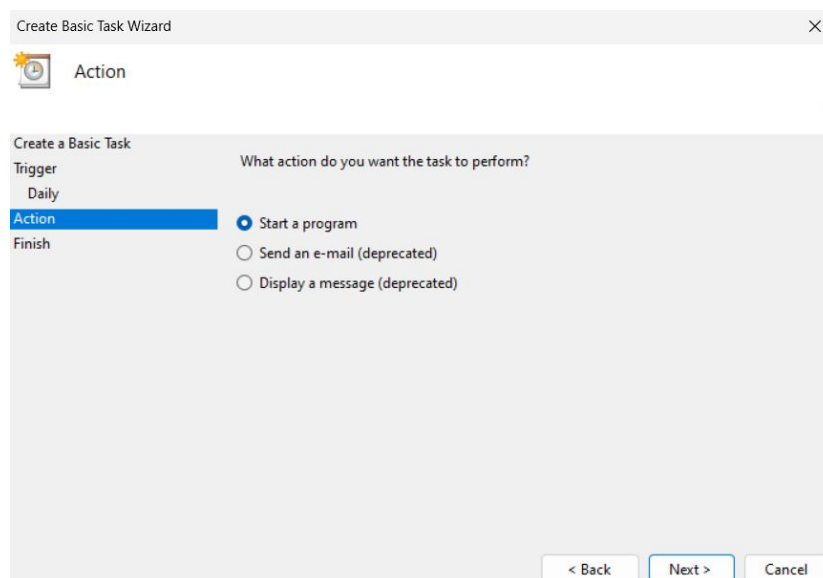 Create Basic Task Wizard
Action
Create a Basic Task
Trigger
Daily
Action
Finish
What action do you want the task to perform?
Start a program
Send an e-mail (deprecated)
Display a message (deprecated)
< Back
Next >
Cancel